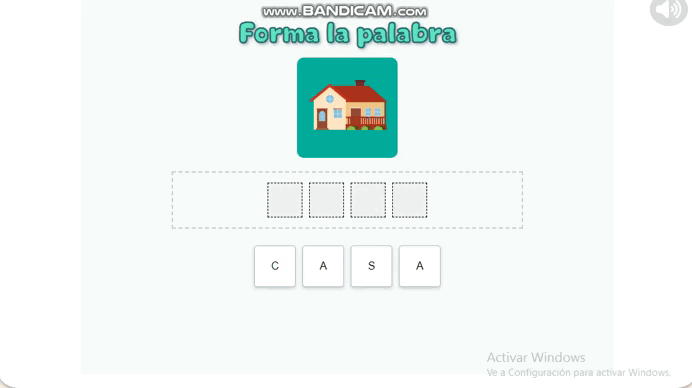 www.BANDICAM.com
Forma la palabra
C A S A
Activar Windows
Ve a Configuración para activar Windows.